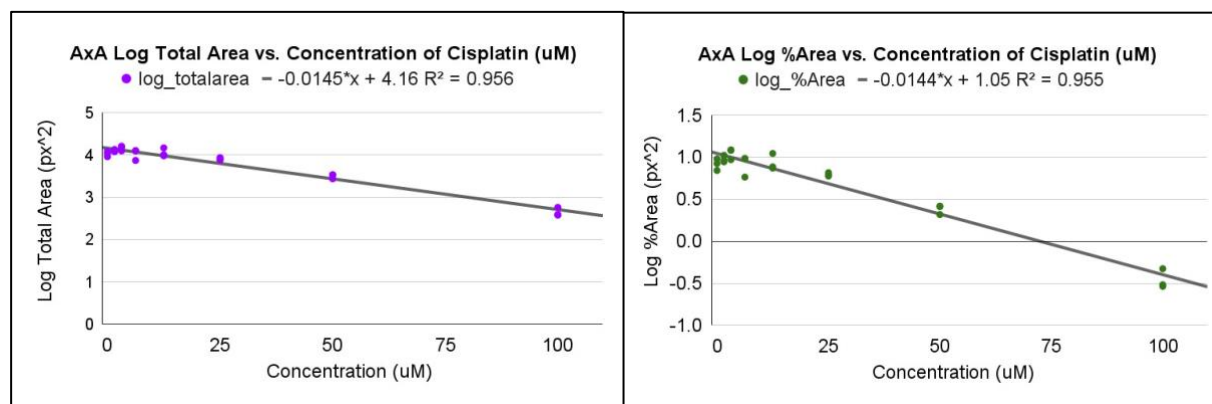 AxA Log Total Area vs. Concentration of Cisplatin (uM)
log_totalarea — -0.0145*x + 4.16 R² = 0.956
Log Total Area (px^2)
5
4
3
2
1
0
0 25 50 75 100
Concentration (uM)
AxA Log %Area vs. Concentration of Cisplatin (uM)
log_%Area — -0.0144*x + 1.05 R² = 0.955
Log %Area (px^2)
1.5
1.0
0.5
0.0
-0.5
-1.0
0 25 50 75 100
Concentration (uM)